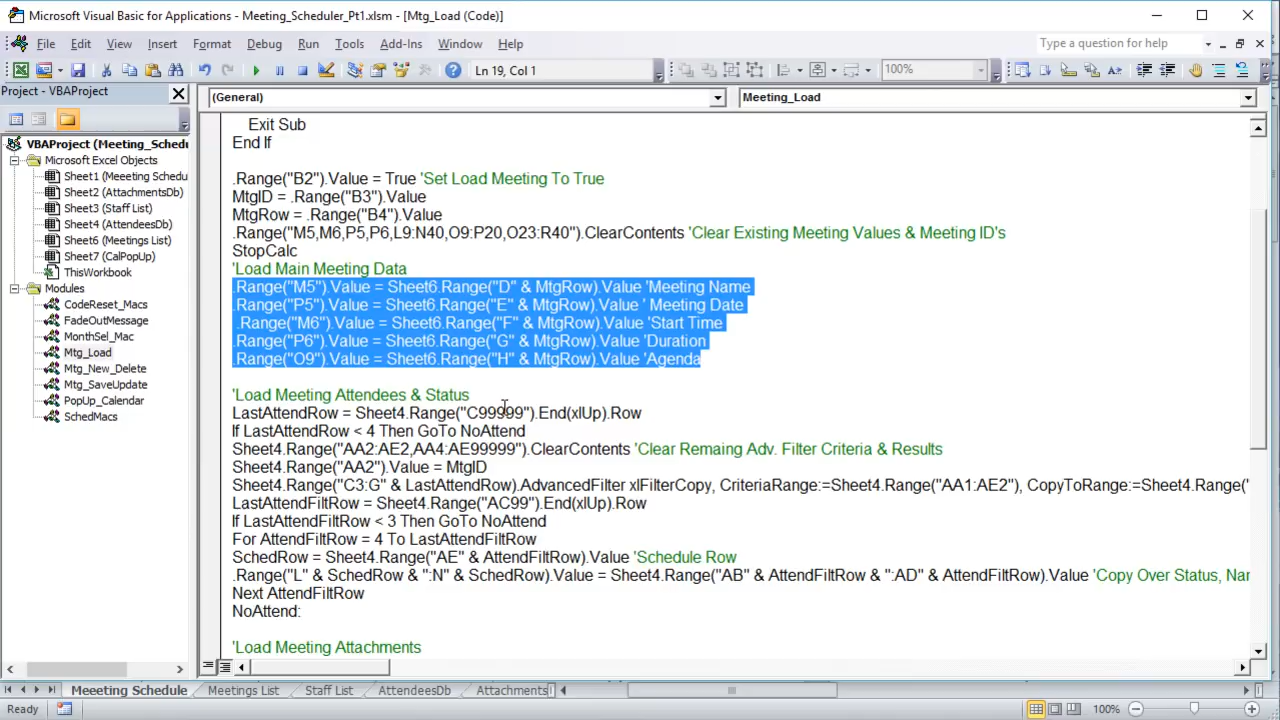 Microsoft Visual Basic for Applications - Meeting_Scheduler_Pt1.xlsm - [Mtg_Load (Code)]
File Edit View Insert Format Debug Run Tools Add-Ins Window Help Type a question for help
Ln 19, Col 1 100%
Project - VBAProject
(General) Meeting_Load
VBAProject (Meeting_Schedu
Microsoft Excel Objects
Sheet1 (Meeeting Schedu
Sheet2 (AttachmentsDb)
Sheet3 (Staff List)
Sheet4 (AttendeesDb)
Sheet6 (Meetings List)
Sheet7 (CalPopUp)
ThisWorkbook
Modules
CodeReset_Macs
FadeOutMessage
MonthSel_Mac
Mtg_Load
Mtg_New_Delete
Mtg_SaveUpdate
PopUp_Calendar
SchedMacs
Exit Sub
End If
.Range("B2").Value = True 'Set Load Meeting To True
MtgID = .Range("B3").Value
MtgRow = .Range("B4").Value
.Range("M5,M6,P5,P6,L9:N40,O9:P20,O23:R40").ClearContents 'Clear Existing Meeting Values & Meeting ID's
StopCalc
'Load Main Meeting Data
.Range("M5").Value = Sheet6.Range("D" & MtgRow).Value 'Meeting Name
.Range("P5").Value = Sheet6.Range("E" & MtgRow).Value ' Meeting Date
.Range("M6").Value = Sheet6.Range("F" & MtgRow).Value 'Start Time
.Range("P6").Value = Sheet6.Range("G" & MtgRow).Value 'Duration
.Range("O9").Value = Sheet6.Range("H" & MtgRow).Value 'Agenda
'Load Meeting Attendees & Status
LastAttendRow = Sheet4.Range("C99999").End(xlUp).Row
If LastAttendRow < 4 Then GoTo NoAttend
Sheet4.Range("AA2:AE2,AA4:AE99999").ClearContents 'Clear Remaing Adv. Filter Criteria & Results
Sheet4.Range("AA2").Value = MtgID
Sheet4.Range("C3:G" & LastAttendRow).AdvancedFilter xlFilterCopy, CriteriaRange:=Sheet4.Range("AA1:AE2"), CopyToRange:=Sheet4.Range("
LastAttendFiltRow = Sheet4.Range("AC99").End(xlUp).Row
If LastAttendFiltRow < 3 Then GoTo NoAttend
For AttendFiltRow = 4 To LastAttendFiltRow
SchedRow = Sheet4.Range("AE" & AttendFiltRow).Value 'Schedule Row
.Range("L" & SchedRow & ":N" & SchedRow).Value = Sheet4.Range("AB" & AttendFiltRow & ":AD" & AttendFiltRow).Value 'Copy Over Status, Nar
Next AttendFiltRow
NoAttend:
'Load Meeting Attachments
Meeeting Schedule Meetings List Staff List AttendeesDb Attachments
Ready 100%